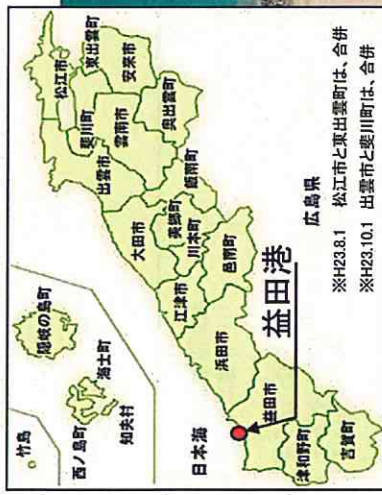 竹島
隠岐の島町
西ノ島町
海士町
知夫村
日本海
松江市
東出雲町
斐川町
安来市
出雲市
雲南市
奥出雲町
飯南町
大田市
美郷町
川本町
江津市
邑南町
浜田市
益田市
津和野町
吉賀町
益田港
広島県
※H23.8.1 松江市と東出雲町は、合併
※H23.10.1 出雲市と斐川町は、合併